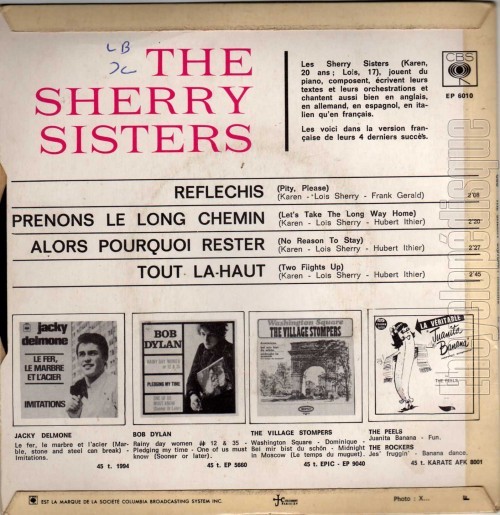 LB
THE
SHERRY
SISTERS
Les Sherry Sisters (Karen,
20 ans ; Lois, 17), jouent du
piano, composent, écrivent leurs
textes et leurs orchestrations et
chantent aussi bien en anglais,
en allemand, en espagnol, en ita-
lien qu'en français.
Les voici dans la version fran-
çaise de leurs 4 derniers succès.
CBS
EP 6010
REFLECHIS (Pity, Please) 2'08
(Karen - Lois Sherry - Frank Gerald)
PRENONS LE LONG CHEMIN (Let's Take The Long Way Home) 2'20
(Karen - Lois Sherry - Hubert Ithier)
ALORS POURQUOI RESTER (No Reason To Stay) 2'27
(Karen - Lois Sherry - Hubert Ithier)
TOUT LA-HAUT (Two Flights Up) 2'45
(Karen - Lois Sherry - Hubert Ithier)
jacky
delmone
LE FER,
LE MARBRE
ET L'ACIER
IMITATIONS
BOB
DYLAN
RAINY DAY WOMEN
PLEDGING MY TIME
Washington Square
THE VILLAGE STOMPERS
LA VÉRITABLE
Juanita
Banana
THE PEELS
JACKY DELMONE
Le fer, le marbre et l'acier (Mar-
ble, stone and steel can break) -
Imitations.
45 t. 1994
BOB DYLAN
Rainy day women # 12 & 35 -
Pledging my time - One of us must
know (Sooner or later).
45 t. EP 5660
THE VILLAGE STOMPERS
Washington Square - Dominique -
Bei mir bist du schön - Midnight
in Moscow (Le temps du muguet).
45 t. EPIC - EP 9040
THE PEELS
Juanita Banana - Fun.
THE ROCKERS
Jes' fruggin' - Banana dance.
45 t. KARATE AFK 8001
EST LA MARQUE DE LA SOCIÉTÉ COLUMBIA BROADCASTING SYSTEM INC.
Photo : X...
encyclopédisque